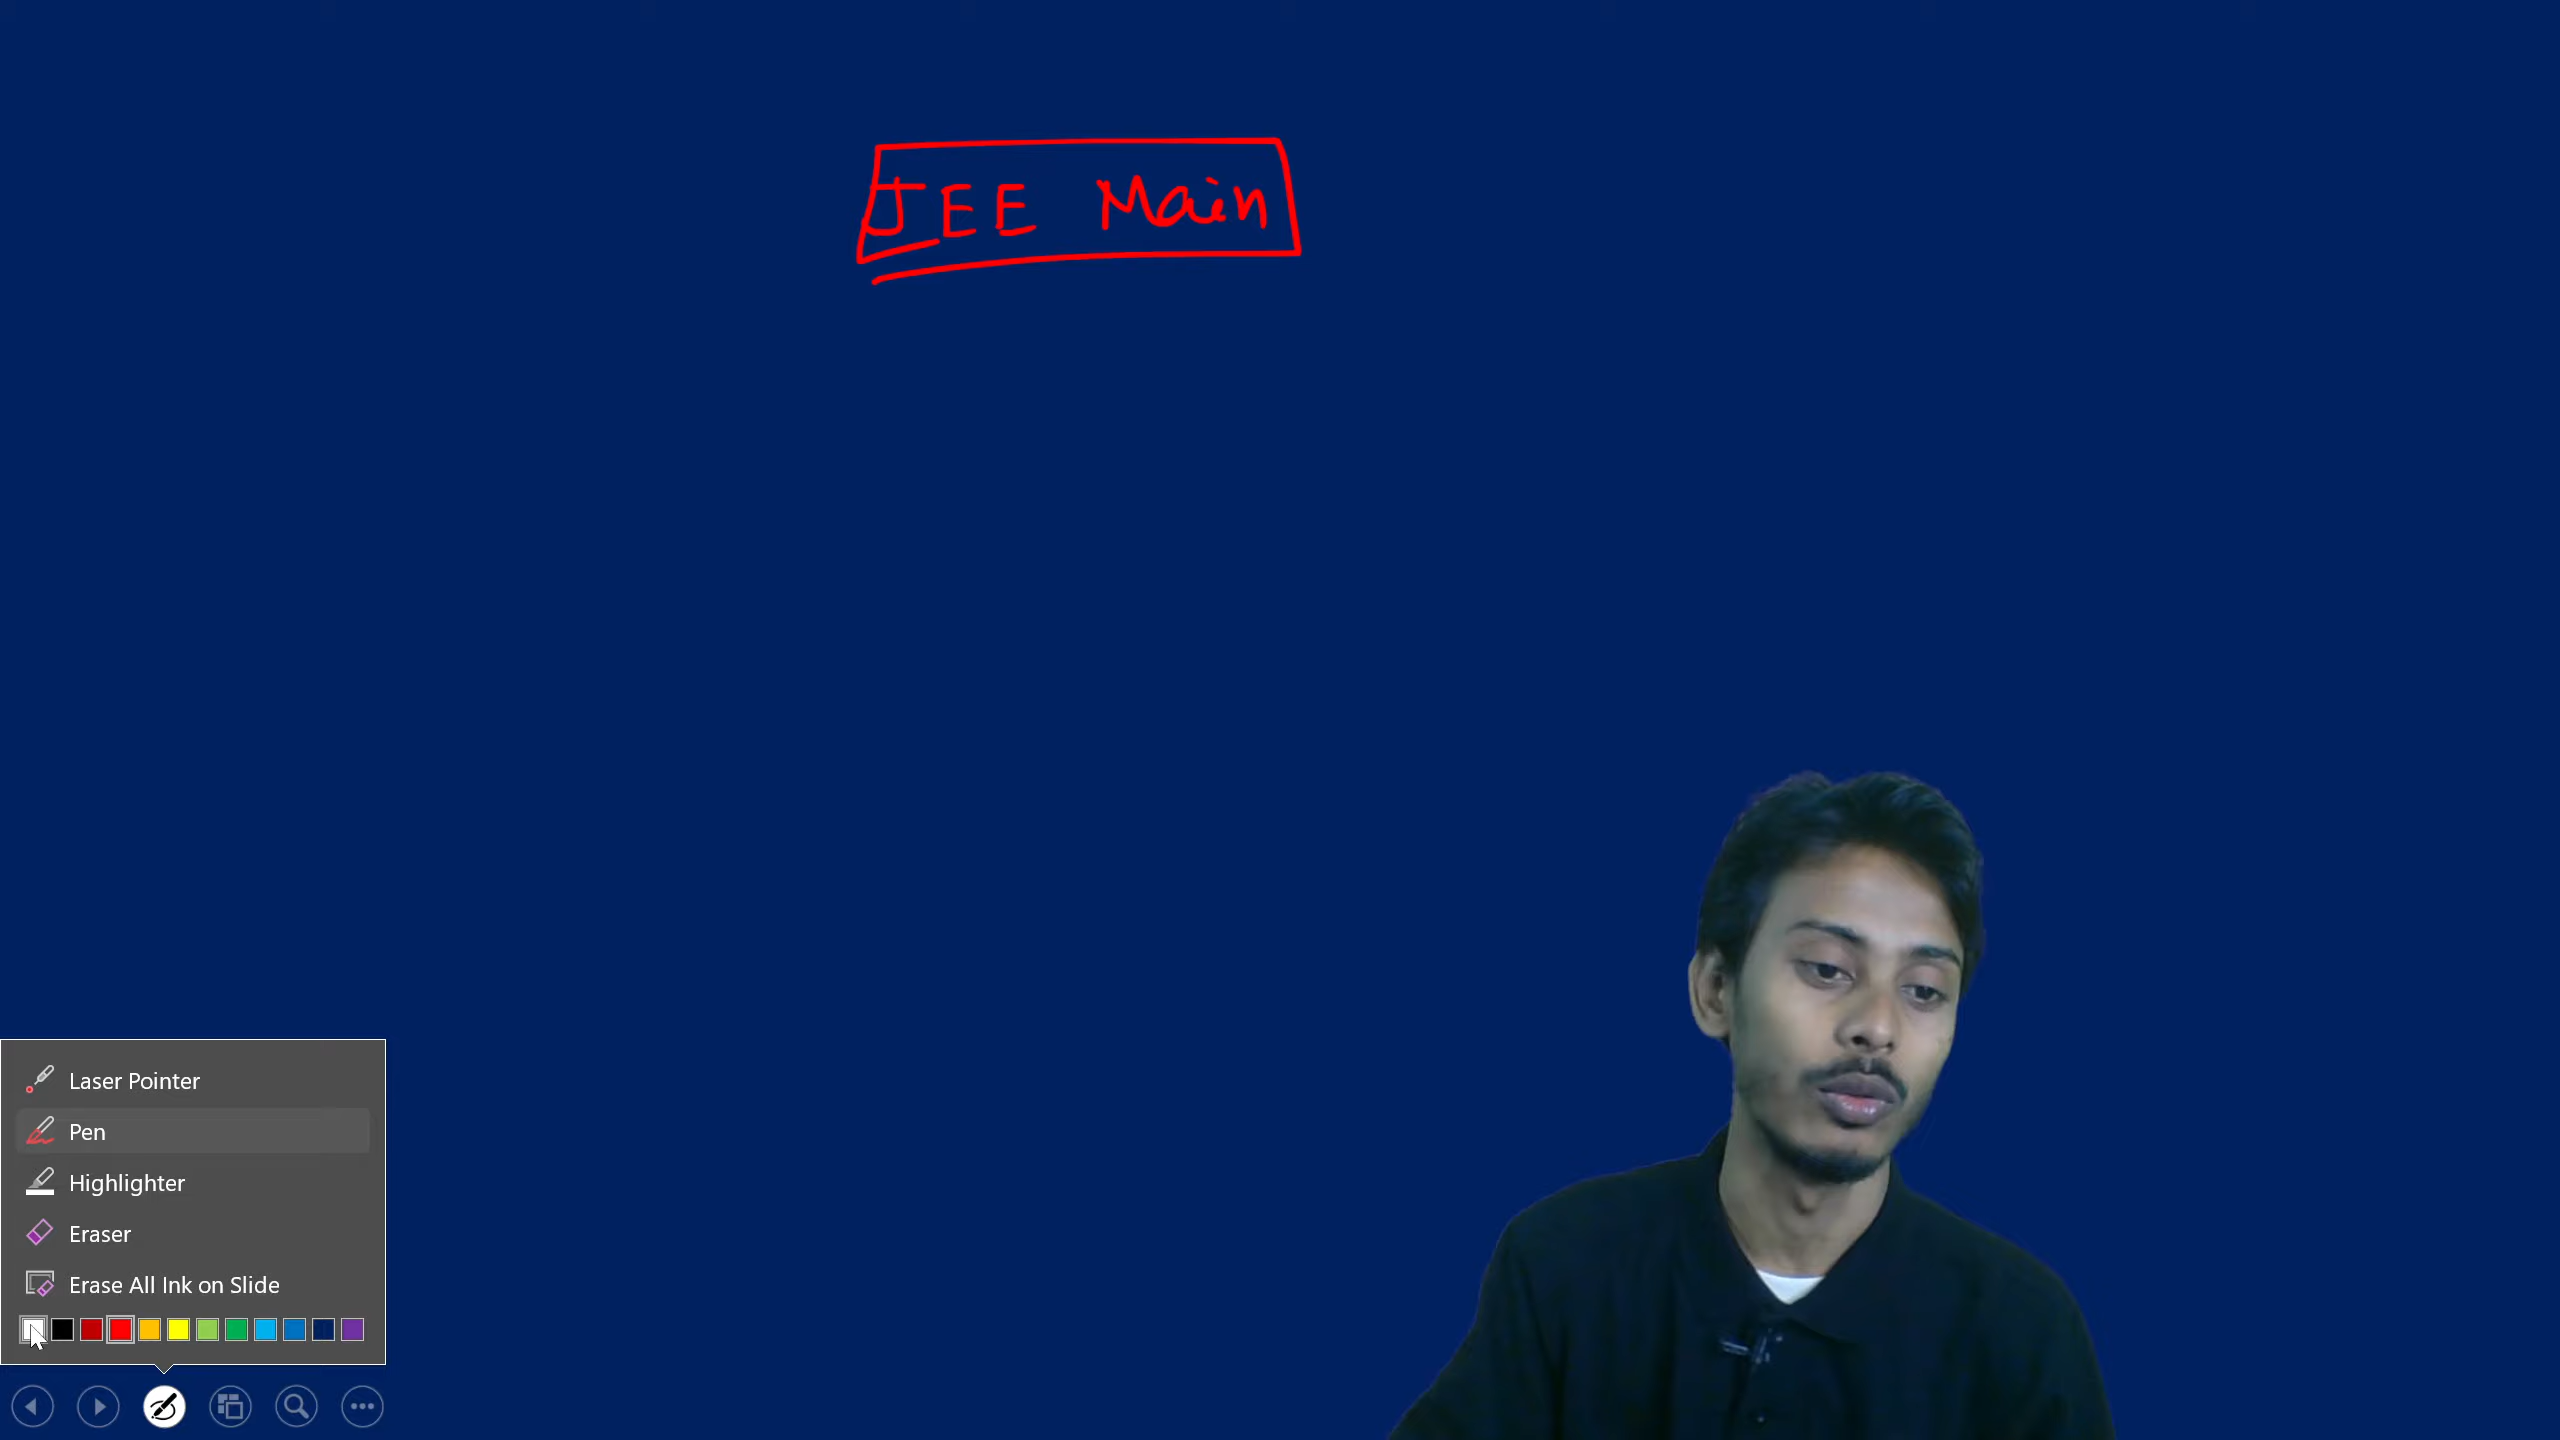 JEE Main
Laser Pointer
Pen
Highlighter
Eraser
Erase All Ink on Slide